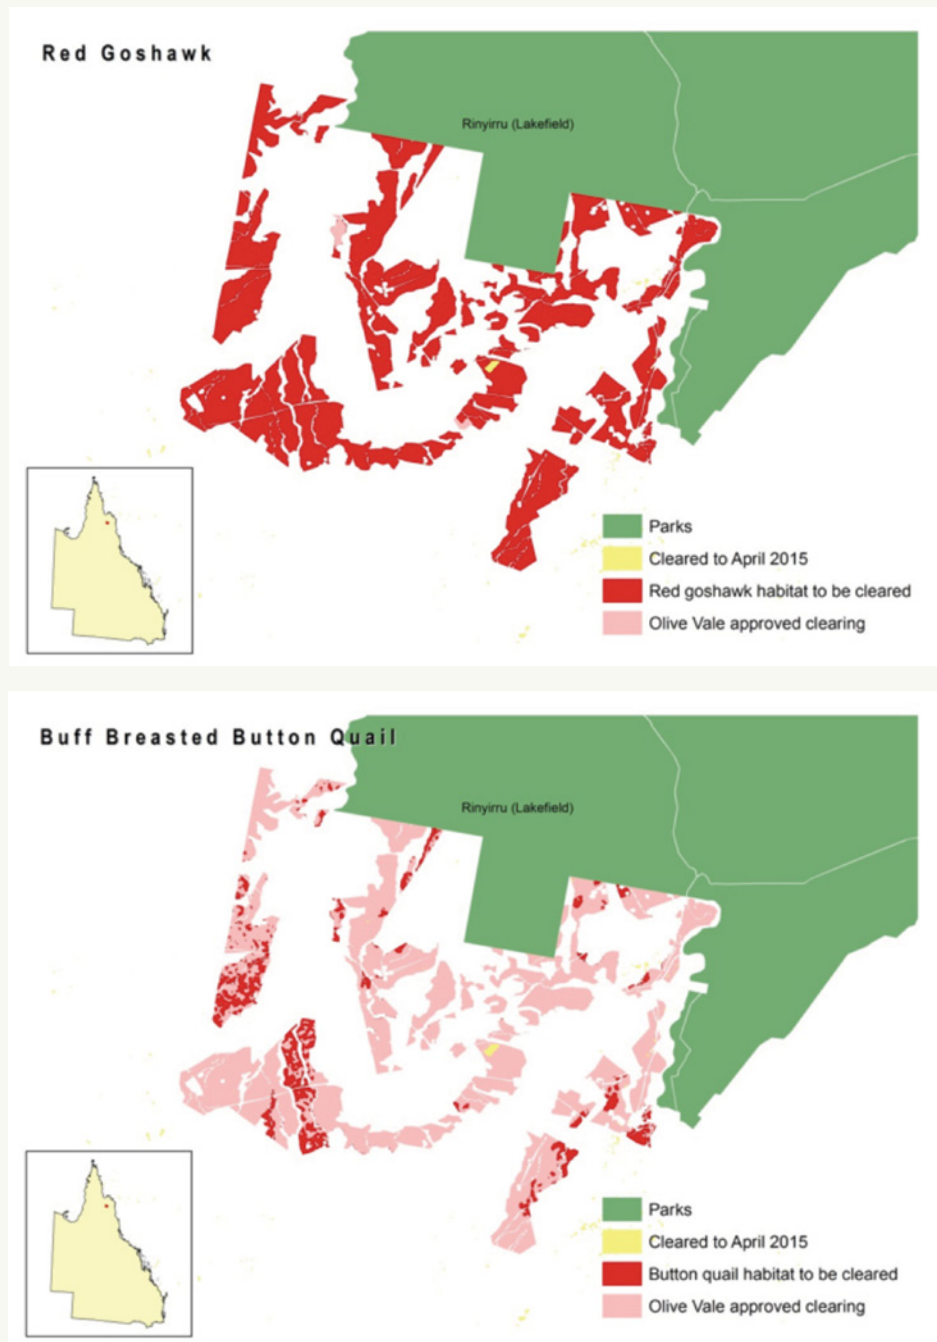 Red Goshawk
Rinyirru (Lakefield)
Parks
Cleared to April 2015
Red goshawk habitat to be cleared
Olive Vale approved clearing
Buff Breasted Button Quail
Rinyirru (Lakefield)
Parks
Cleared to April 2015
Button quail habitat to be cleared
Olive Vale approved clearing